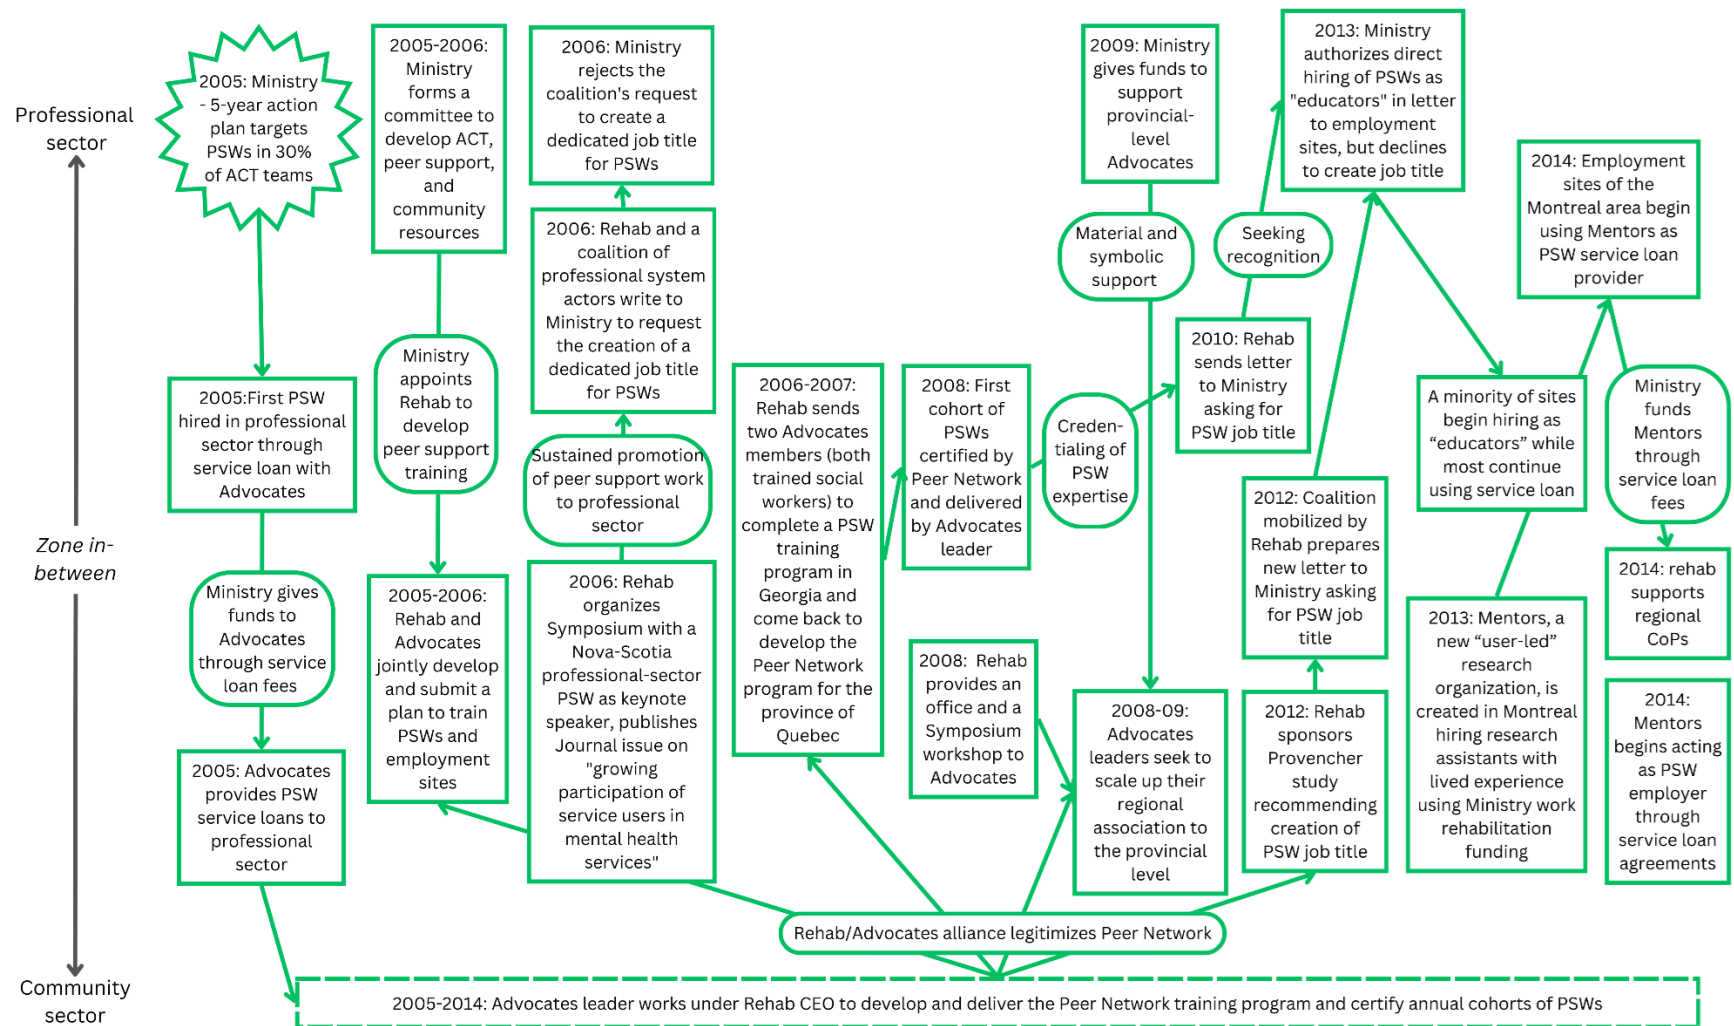 Professional
sector
Zone in-
between
Community
sector
2005: Ministry
- 5-year action
plan targets
PSWs in 30%
of ACT teams
2005:First PSW
hired in professional
sector through
service loan with
Advocates
Ministry gives
funds to
Advocates
through service
loan fees
2005: Advocates
provides PSW
service loans to
professional
sector
2005-2006:
Ministry
forms a
committee to
develop ACT,
peer support,
and
community
resources
Ministry
appoints
Rehab to
develop peer
support
training
2005-2006:
Rehab and
Advocates
jointly develop
and submit a
plan to train
PSWs and
employment
sites
2006: Ministry
rejects the
coalition's request
to create a
dedicated job title
for PSWs
2006: Rehab and a
coalition of
professional system
actors write to
Ministry to request
the creation of a
dedicated job title
for PSWs
Sustained promotion
of peer support work
to professional
sector
2006: Rehab
organizes
Symposium with a
Nova-Scotia
professional-sector
PSW as keynote
speaker, publishes
Journal issue on
"growing
participation of
service users in
mental health
services"
2006-2007:
Rehab sends
two Advocates
members (both
trained social
workers) to
complete a PSW
training
program in
Georgia and
come back to
develop the
Peer Network
program for the
province of
Quebec
2008: First
cohort of
PSWs
certified by
Peer Network
and delivered
by Advocates
leader
2008: Rehab
provides an
office and a
Symposium
workshop to
Advocates
Creden-
tialing of
PSW
expertise
2009: Ministry
gives funds to
support
provincial-
level
Advocates
Material and
symbolic
support
2008-09:
Advocates
leaders seek to
scale up their
regional
association to
the provincial
level
2010: Rehab
sends letter
to Ministry
asking for
PSW job title
Seeking
recognition
2013: Ministry
authorizes direct
hiring of PSWs as
"educators" in letter
to employment
sites, but declines
to create job title
2012: Coalition
mobilized by
Rehab prepares
new letter to
Ministry asking
for PSW job
title
2012: Rehab
sponsors
Provencher
study
recommending
creation of
PSW job title
A minority of sites
begin hiring as
“educators” while
most continue
using service loan
2013: Mentors, a
new “user-led”
research
organization, is
created in Montreal
hiring research
assistants with
lived experience
using Ministry work
rehabilitation
funding
2014: Employment
sites of the
Montreal area begin
using Mentors as
PSW service loan
provider
Ministry
funds
Mentors
through
service loan
fees
2014: rehab
supports
regional
CoPs
2014:
Mentors
begins acting
as PSW
employer
through
service loan
agreements
Rehab/Advocates alliance legitimizes Peer Network
2005-2014: Advocates leader works under Rehab CEO to develop and deliver the Peer Network training program and certify annual cohorts of PSWs